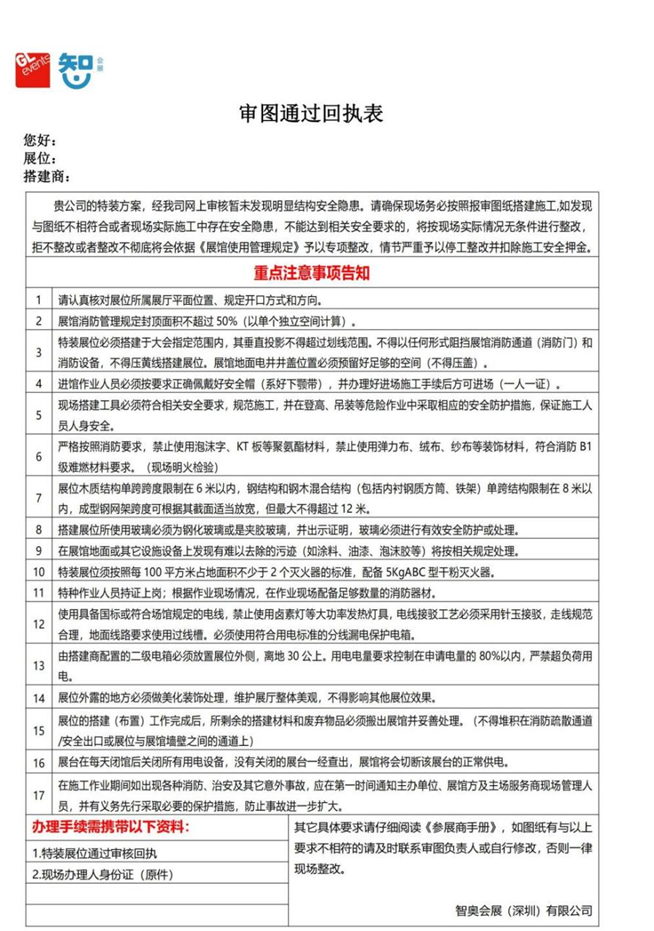 GL
events
智
会展
审图通过回执表
您好：
展位：
搭建商：
贵公司的特装方案，经我司网上审核暂未发现明显结构安全隐患。请确保现场务必按照报审图纸搭建施工,如发现
与图纸不相符合或者现场实际施工中存在安全隐患，不能达到相关安全要求的，将按现场实际情况无条件进行整改，
拒不整改或者整改不彻底将会依据《展馆使用管理规定》予以专项整改，情节严重予以停工整改并扣除施工安全押金。
重点注意事项告知
1 请认真核对展位所属展厅平面位置、规定开口方式和方向。
2 展馆消防管理规定封顶面积不超过 50%（以单个独立空间计算）。
3 特装展位必须搭建于大会指定范围内，其垂直投影不得超过划线范围。不得以任何形式阻挡展馆消防通道（消防门）和
消防设备，不得压黄线搭建展位。展馆地面电井井盖位置必须预留好足够的空间（不得压盖）。
4 进馆作业人员必须按要求正确佩戴好安全帽（系好下颚带），并办理好进场施工手续后方可进场（一人一证）。
5 现场搭建工具必须符合相关安全要求，规范施工，并在登高、吊装等危险作业中采取相应的安全防护措施，保证施工人
员人身安全。
6 严格按照消防要求，禁止使用泡沫字、KT 板等聚氨酯材料，禁止使用弹力布、绒布、纱布等装饰材料，符合消防 B1
级难燃材料要求。（现场明火检验）
7 展位木质结构单跨跨度限制在 6 米以内，钢结构和钢木混合结构（包括内衬钢质方筒、铁架）单跨结构限制在 8 米以
内，成型钢网架跨度可根据其截面适当放宽，但最大不得超过 12 米。
8 搭建展位所使用玻璃必须为钢化玻璃或是夹胶玻璃，并出示证明，玻璃必须进行有效安全防护或处理。
9 在展馆地面或其它设施设备上发现有难以去除的污迹（如涂料、油漆、泡沫胶等）将按相关规定处理。
10 特装展位须按照每 100 平方米占地面积不少于 2 个灭火器的标准，配备 5KgABC 型干粉灭火器。
11 特种作业人员持证上岗；根据作业现场情况，在作业现场配备足够数量的消防器材。
12 使用具备国标或符合场馆规定的电线，禁止使用卤素灯等大功率发热灯具，电线接驳工艺必须采用针玉接驳，走线规范
合理，地面线路要求使用过线槽。必须使用符合用电标准的分线漏电保护电箱。
13 由搭建商配置的二级电箱必须放置展位外侧，离地 30 公上。用电电量要求控制在申请电量的 80%以内，严禁超负荷用
电。
14 展位外露的地方必须做美化装饰处理，维护展厅整体美观，不得影响其他展位效果。
15 展位的搭建（布置）工作完成后，所剩余的搭建材料和废弃物品必须搬出展馆并妥善处理。（不得堆积在消防疏散通道
/安全出口或展位与展馆墙壁之间的通道上）
16 展台在每天闭馆后关闭所有用电设备，没有关闭的展台一经查出，展馆将会切断该展台的正常供电。
17 在施工作业期间如出现各种消防、治安及其它意外事故，应在第一时间通知主办单位、展馆方及主场服务商现场管理人
员，并有义务先行采取必要的保护措施，防止事故进一步扩大。
办理手续需携带以下资料：
1.特装展位通过审核回执
2.现场办理人身份证（原件）
其它具体要求请仔细阅读《参展商手册》，如图纸有与以上
要求不相符的请及时联系审图负责人或自行修改，否则一律
现场整改。
智奥会展（深圳）有限公司